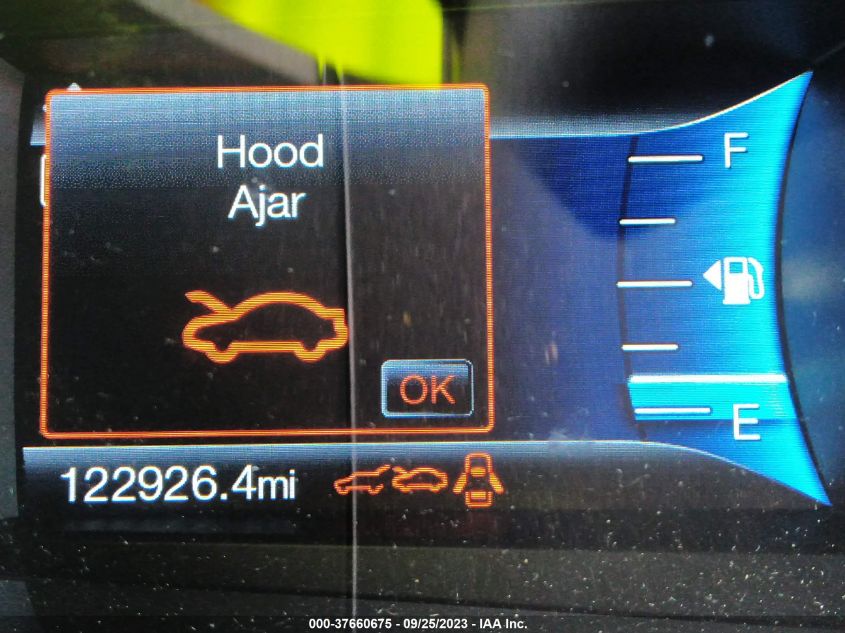 Hood
Ajar
OK
F
E
122926.4mi
000-37660675 - 09/25/2023 - IAA Inc.